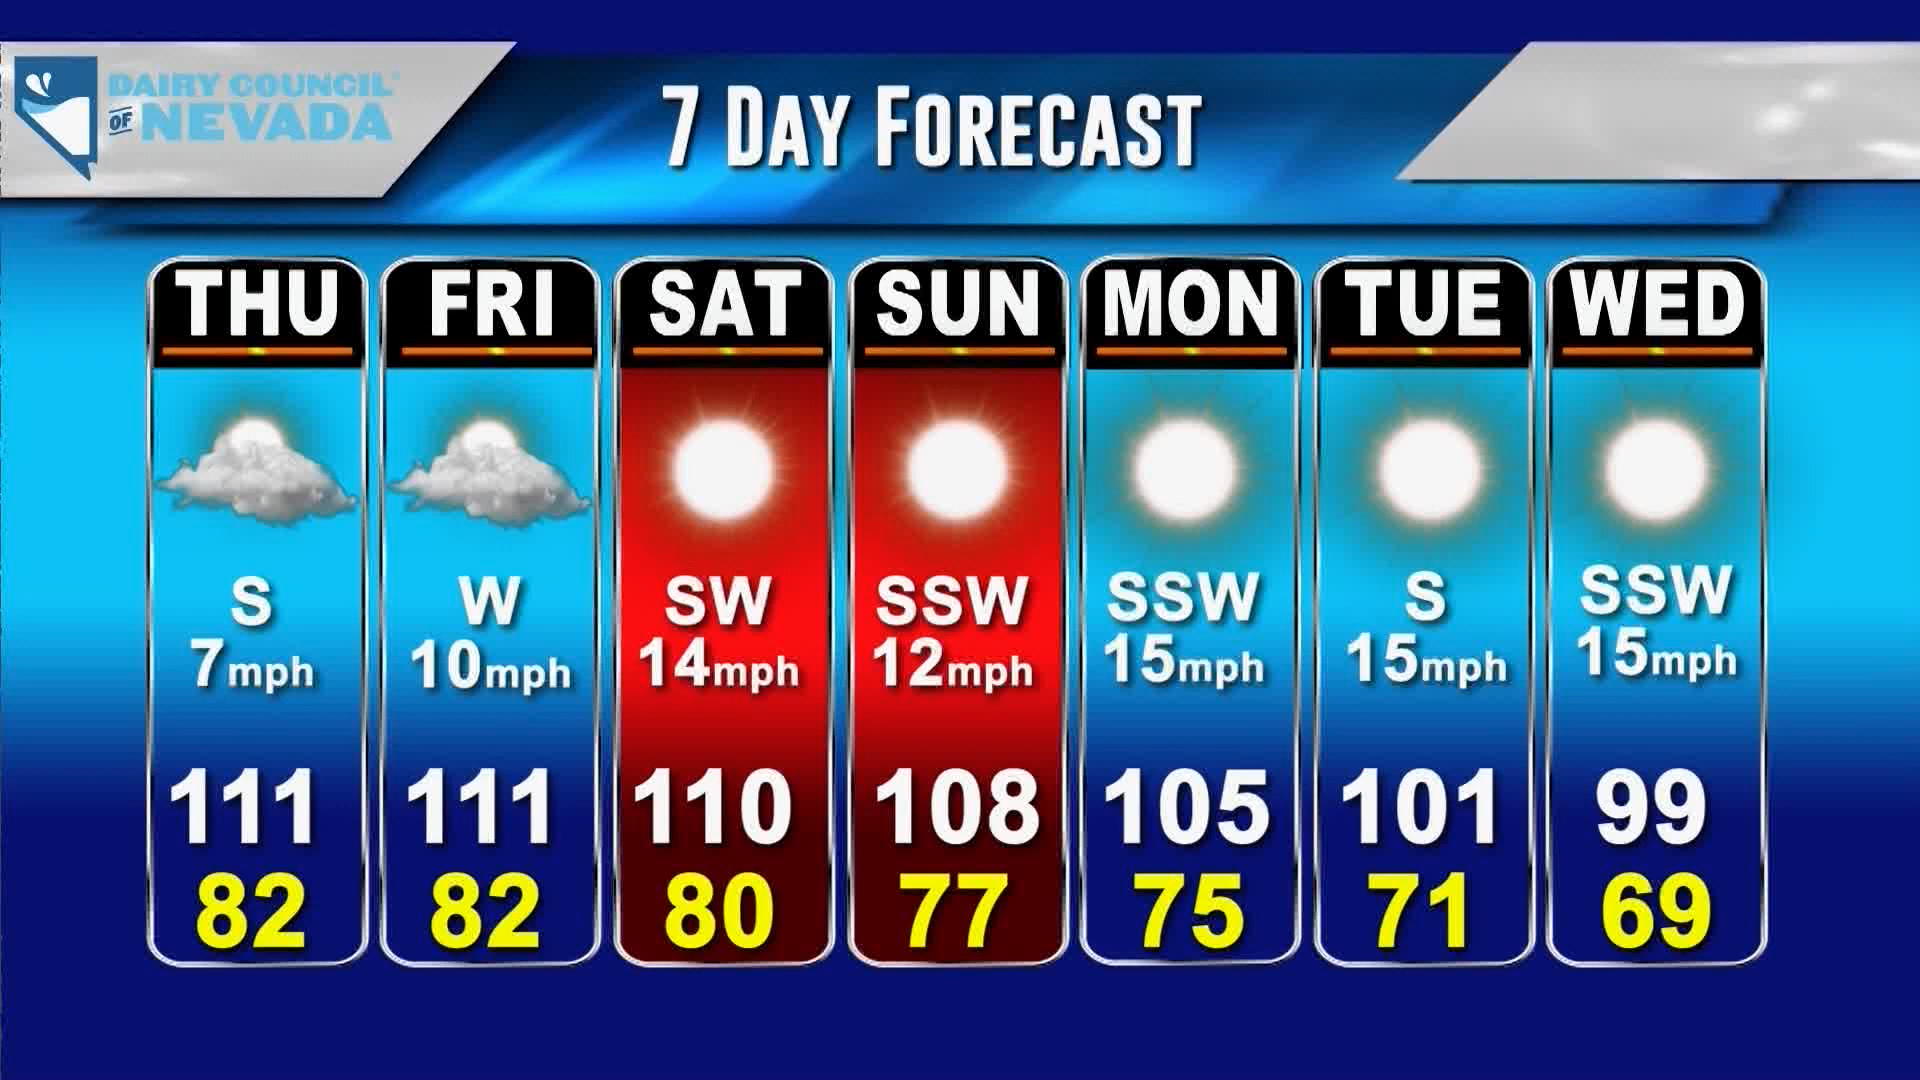 DAIRY COUNCIL®
OF NEVADA
7 DAY FORECAST
THU FRI SAT SUN MON TUE WED
S W SW SSW SSW S SSW
7mph 10mph 14mph 12mph 15mph 15mph 15mph
111 111 110 108 105 101 99
82 82 80 77 75 71 69